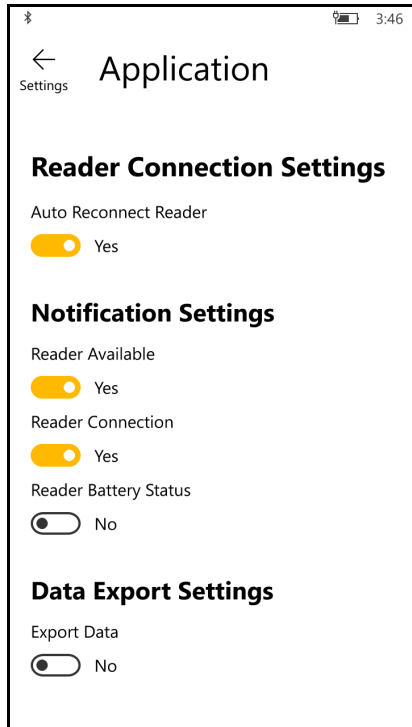 3:46
Settings
Application
Reader Connection Settings
Auto Reconnect Reader
Yes
Notification Settings
Reader Available
Yes
Reader Connection
Yes
Reader Battery Status
No
Data Export Settings
Export Data
No